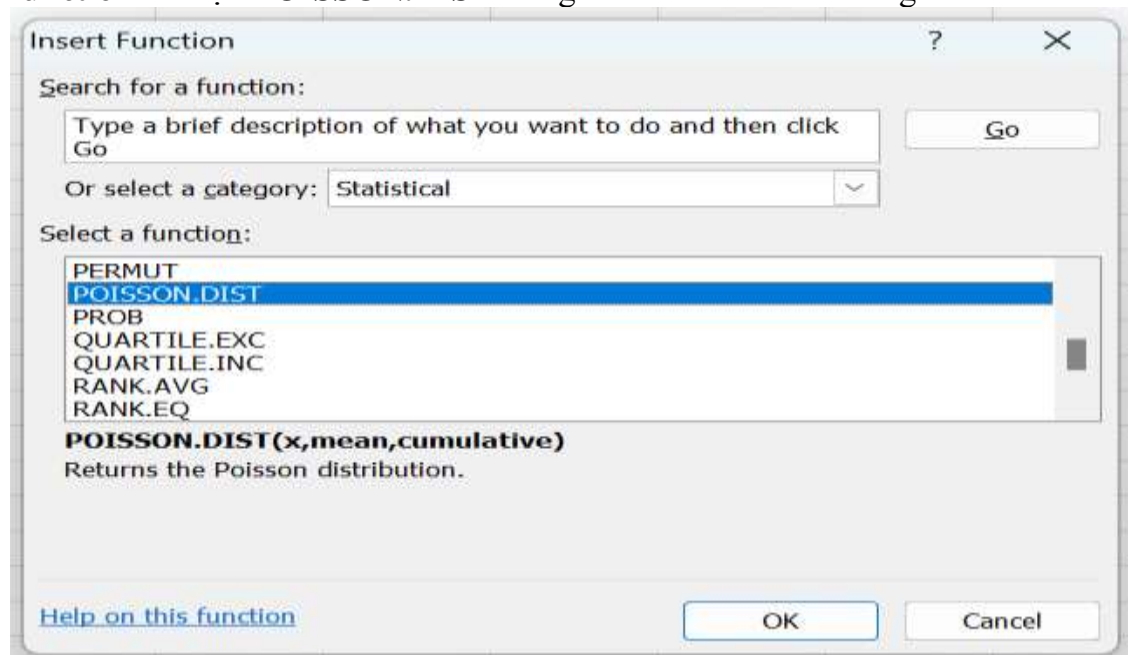 Insert Function ? ×
Search for a function:
Type a brief description of what you want to do and then click
Go
Go
Or select a category: Statistical
Select a function:
PERMUT
POISSON.DIST
PROB
QUARTILE.EXC
QUARTILE.INC
RANK.AVG
RANK.EQ
POISSON.DIST(x,mean,cumulative)
Returns the Poisson distribution.
Help on this function
OK
Cancel